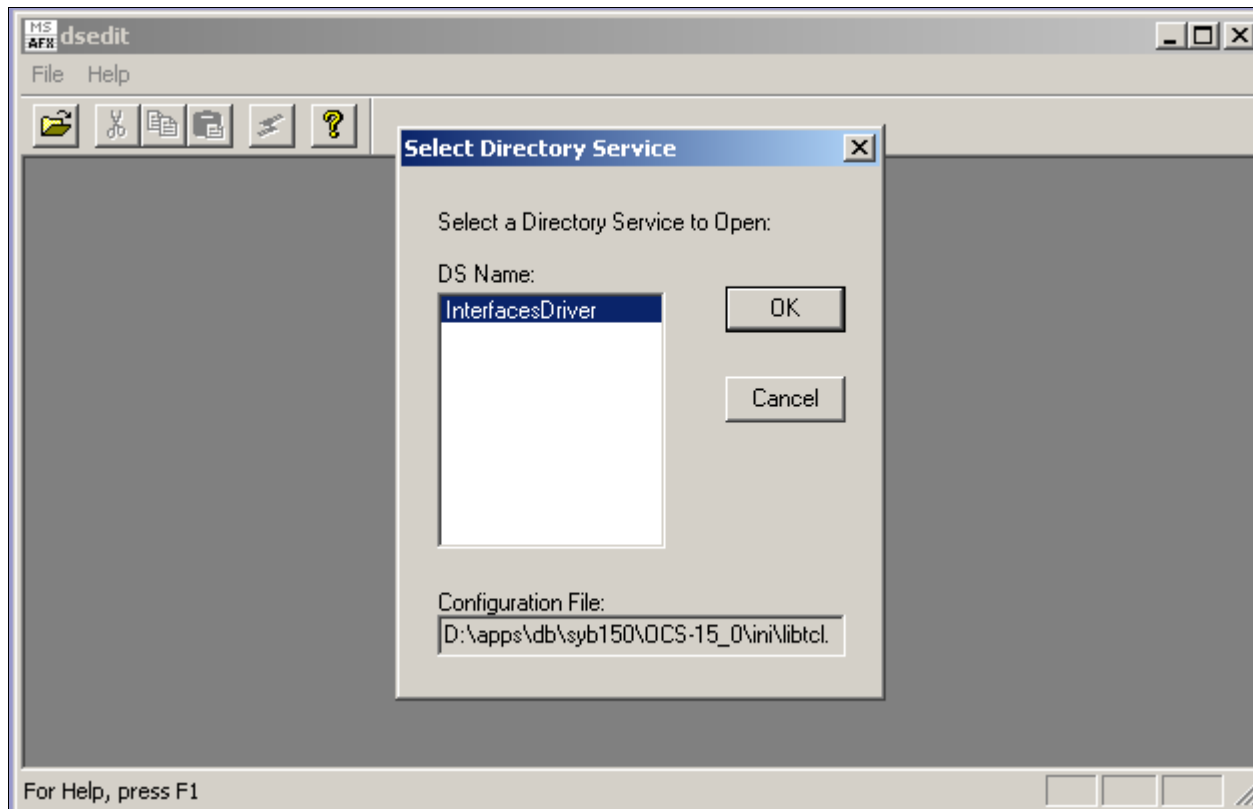 MS
AFX dsedit
File Help
Select Directory Service
Select a Directory Service to Open:
DS Name:
InterfacesDriver
OK
Cancel
Configuration File:
D:\apps\db\syb150\OCS-15_0\ini\libtcl.
For Help, press F1